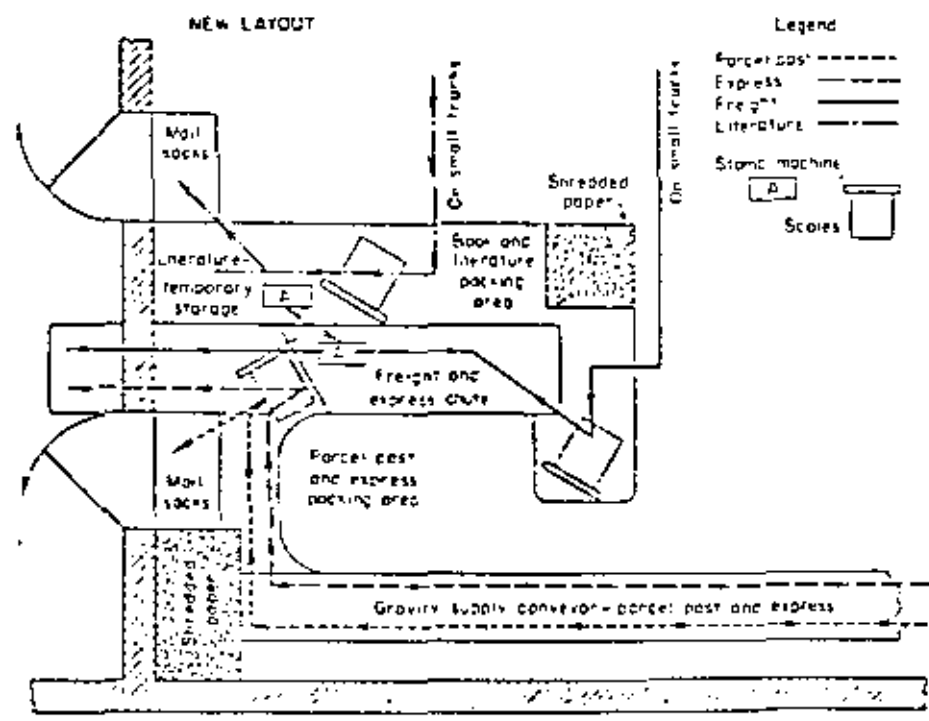 NEW LAYOUT
Legend
Parcel post
Express
Freight
Literature
Stamp machine
A
Scales
Mail
sacks
On small trucks
On small trucks
Shredded
paper
Book and
literature
packing
area
Literature-
temporary
storage
A
Freight and
express chute
Parcel post
and express
packing area
Mail
sacks
Shredded
paper
Gravity supply conveyor-parcel post and express